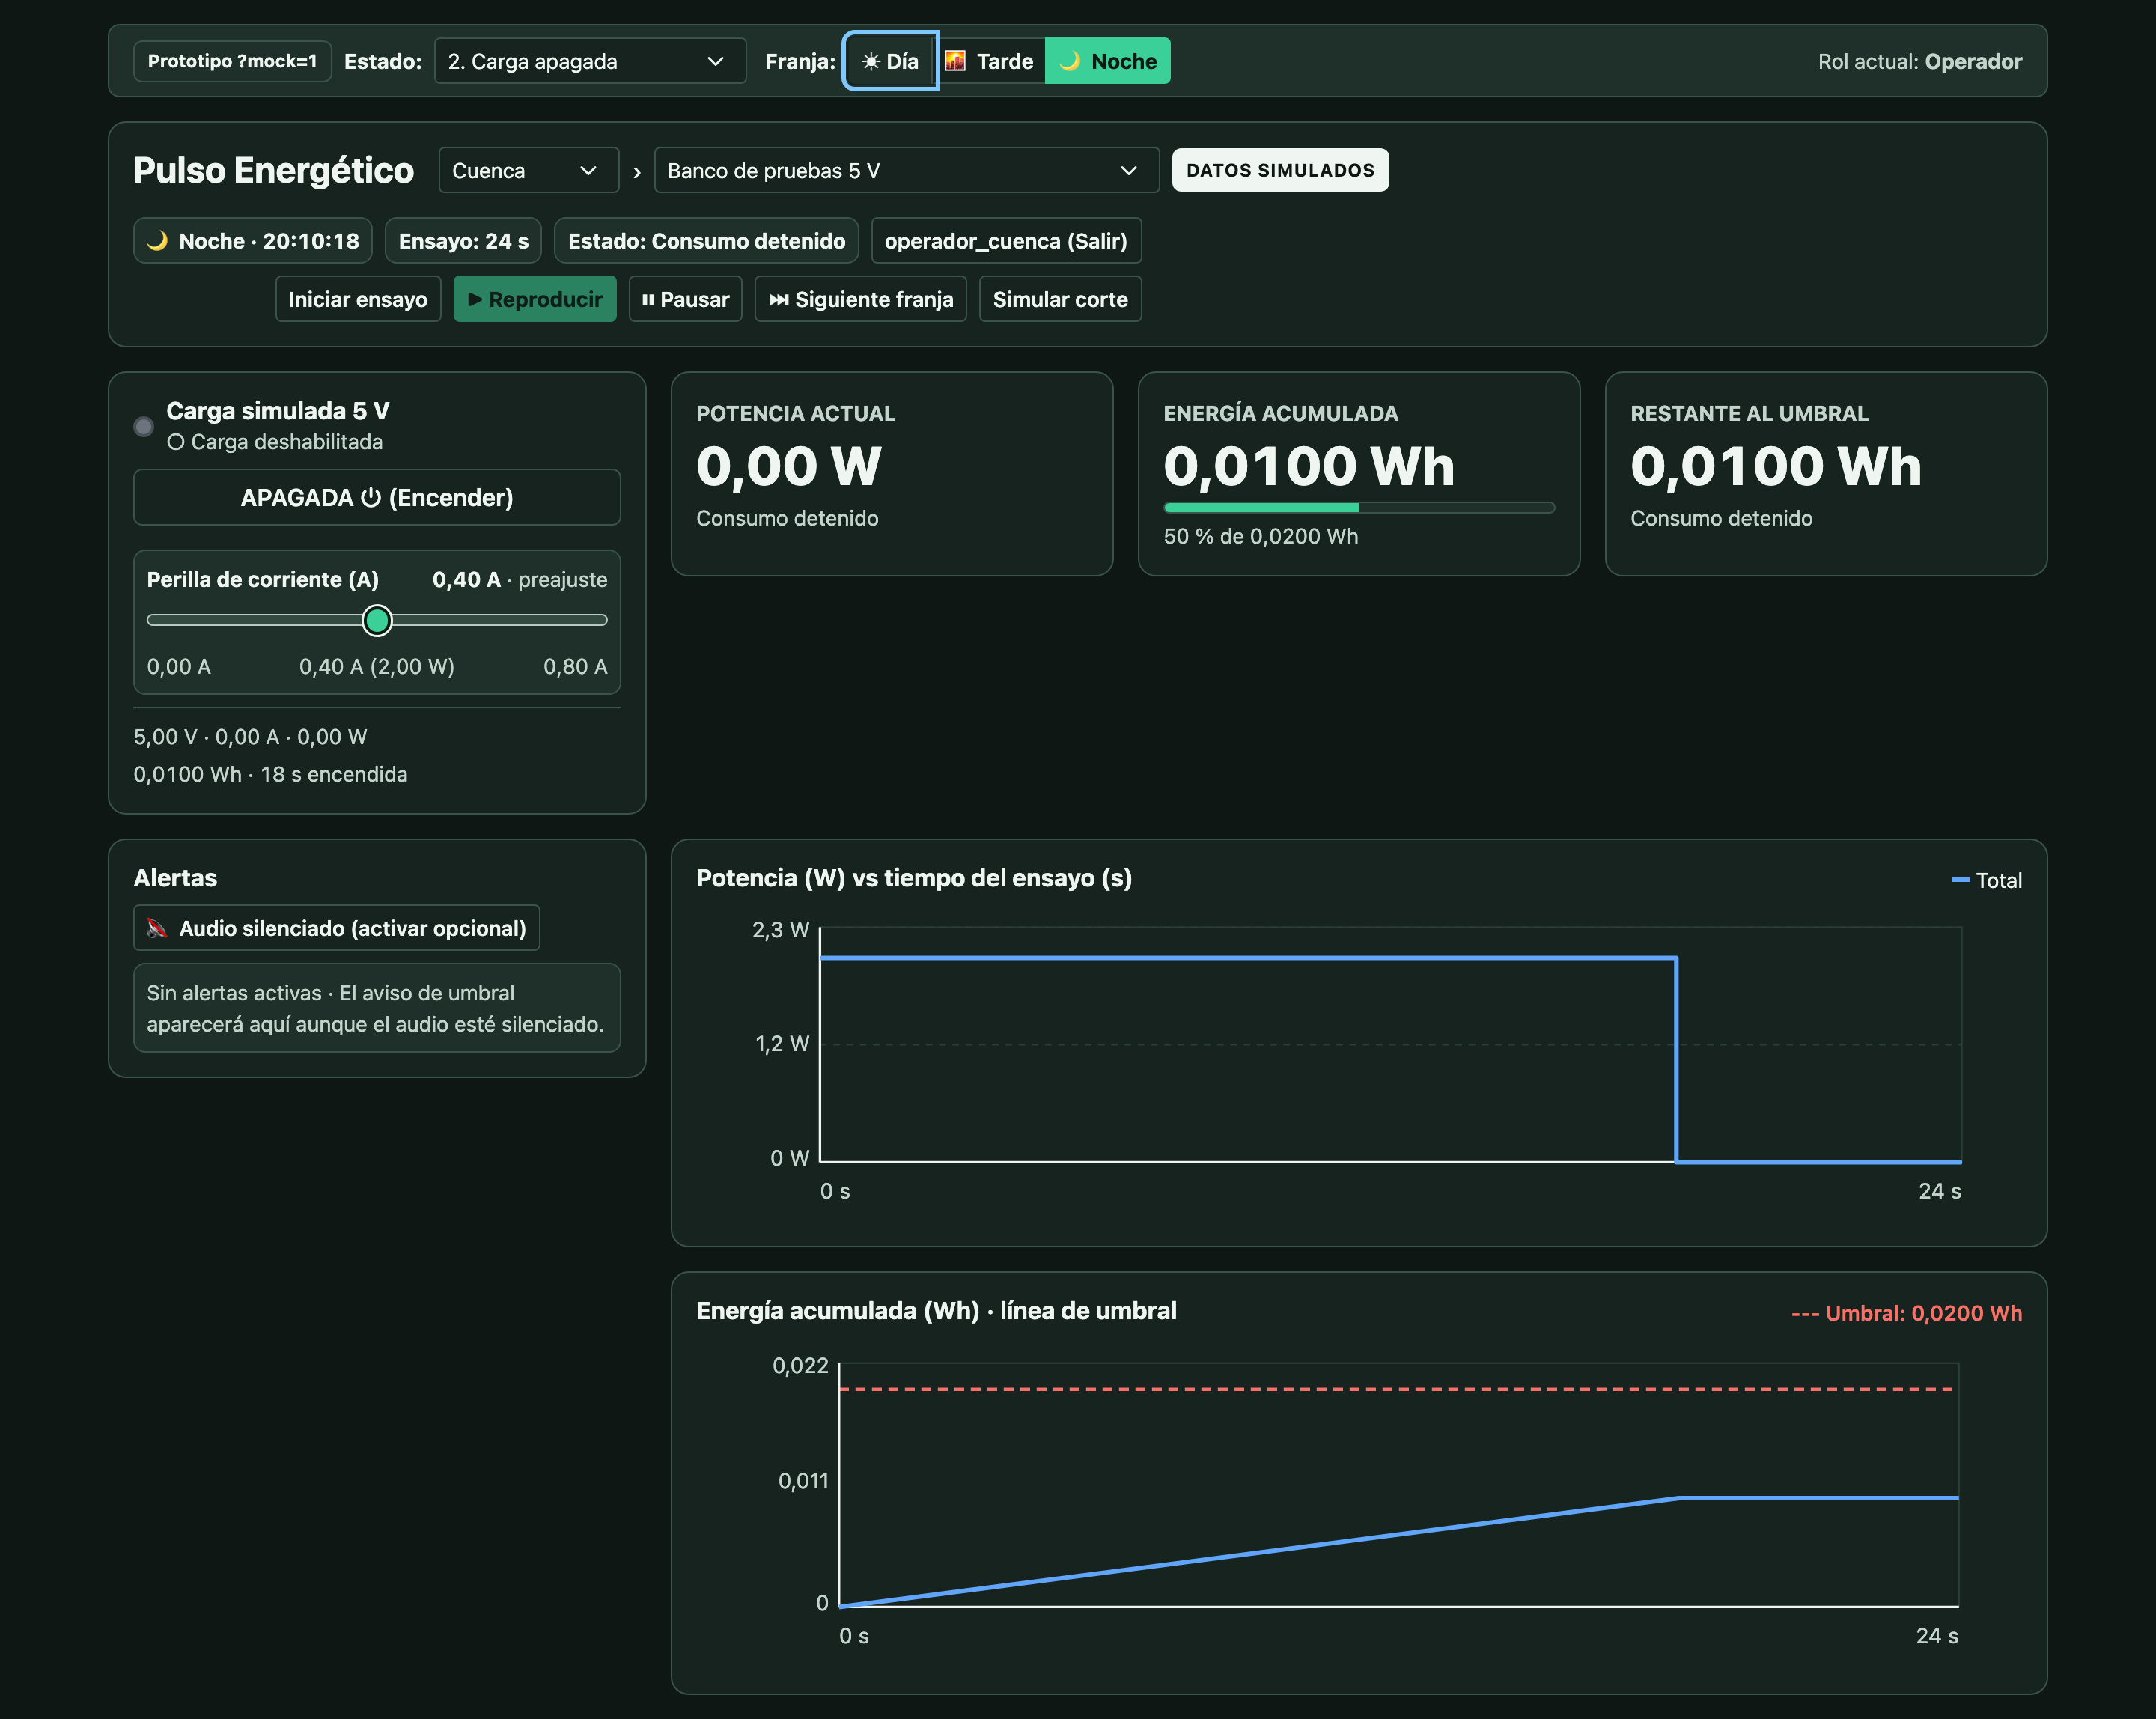 Prototipo ?mock=1 Estado: 2. Carga apagada Franja: ☀ Día 🌇 Tarde 🌙 Noche Rol actual: Operador
Pulso Energético Cuenca › Banco de pruebas 5 V DATOS SIMULADOS
🌙 Noche · 20:10:18 Ensayo: 24 s Estado: Consumo detenido operador_cuenca (Salir)
Iniciar ensayo ▶ Reproducir ⏸ Pausar ⏭ Siguiente franja Simular corte
Carga simulada 5 V
○ Carga deshabilitada
APAGADA ⏻ (Encender)
Perilla de corriente (A) 0,40 A · preajuste
0,00 A 0,40 A (2,00 W) 0,80 A
5,00 V · 0,00 A · 0,00 W
0,0100 Wh · 18 s encendida
POTENCIA ACTUAL
0,00 W
Consumo detenido
ENERGÍA ACUMULADA
0,0100 Wh
50 % de 0,0200 Wh
RESTANTE AL UMBRAL
0,0100 Wh
Consumo detenido
Alertas
🔕 Audio silenciado (activar opcional)
Sin alertas activas · El aviso de umbral
aparecerá aquí aunque el audio esté silenciado.
Potencia (W) vs tiempo del ensayo (s) Total
2,3 W
1,2 W
0 W
0 s 24 s
Energía acumulada (Wh) · línea de umbral --- Umbral: 0,0200 Wh
0,022
0,011
0
0 s 24 s